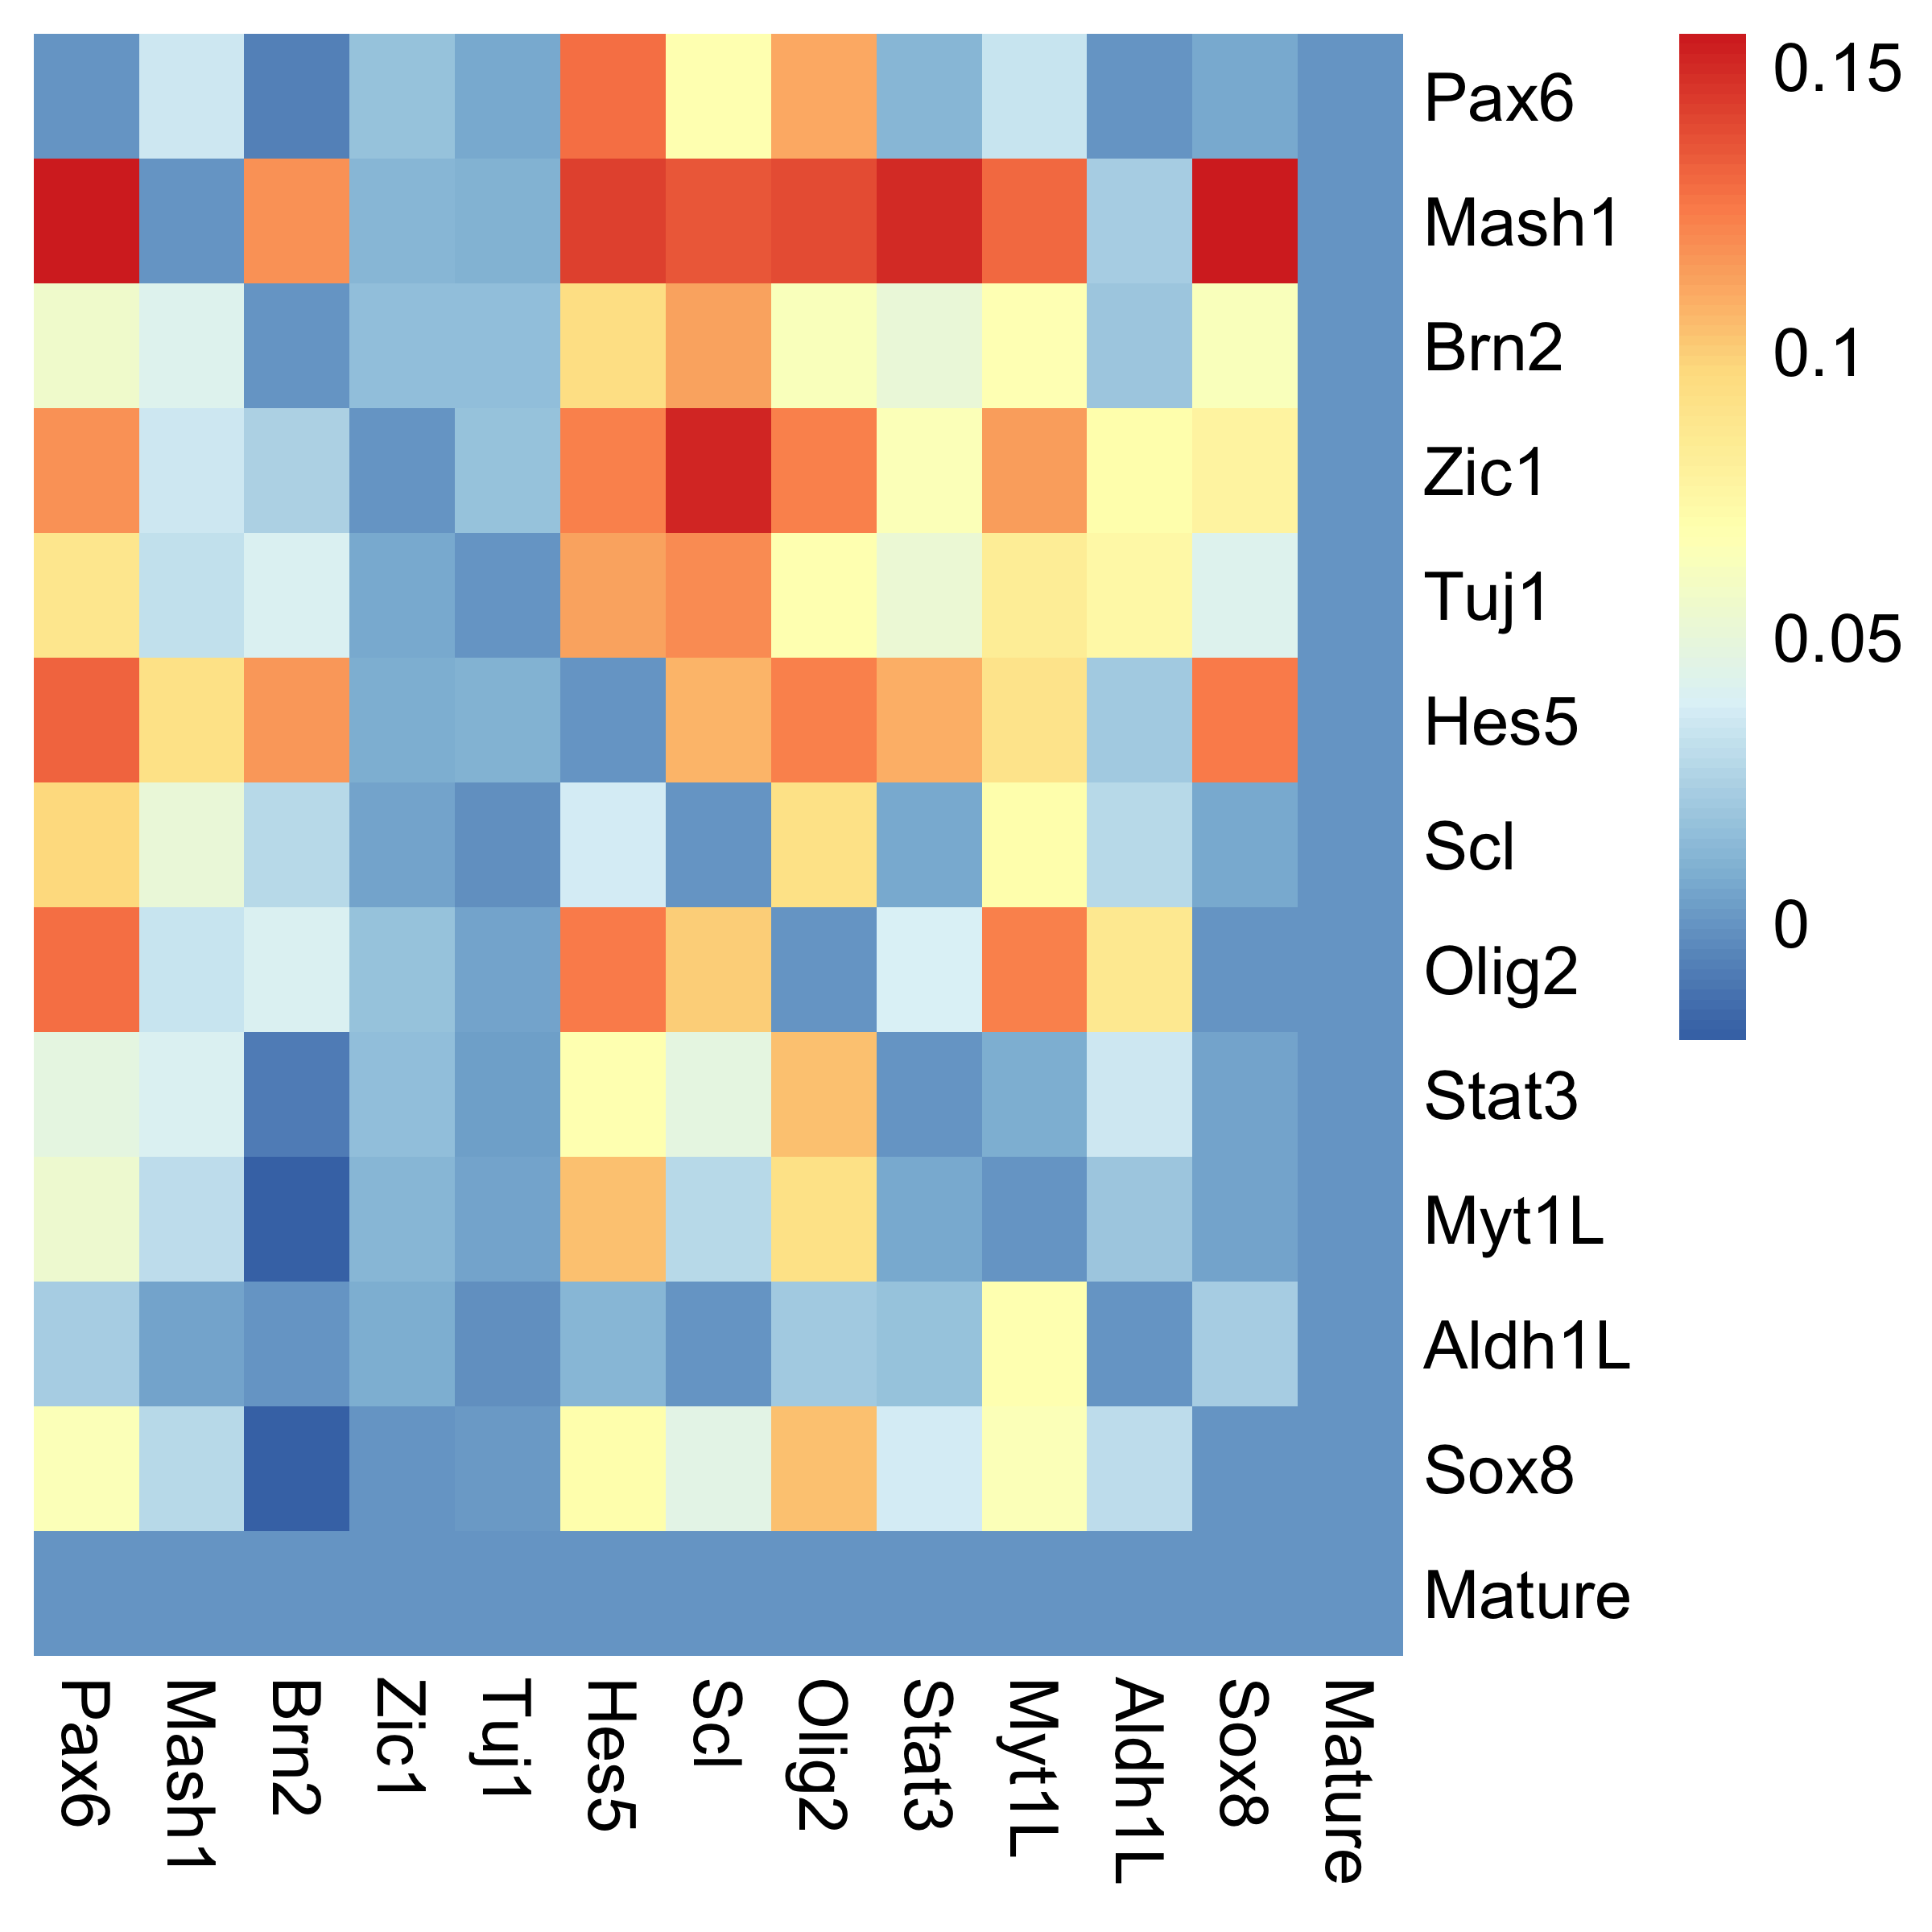 Pax6
Mash1
Brn2
Zic1
Tuj1
Hes5
Scl
Olig2
Stat3
Myt1L
Aldh1L
Sox8
Mature
0.15
0.1
0.05
0
Pax6
Mash1
Brn2
Zic1
Tuj1
Hes5
Scl
Olig2
Stat3
Myt1L
Aldh1L
Sox8
Mature